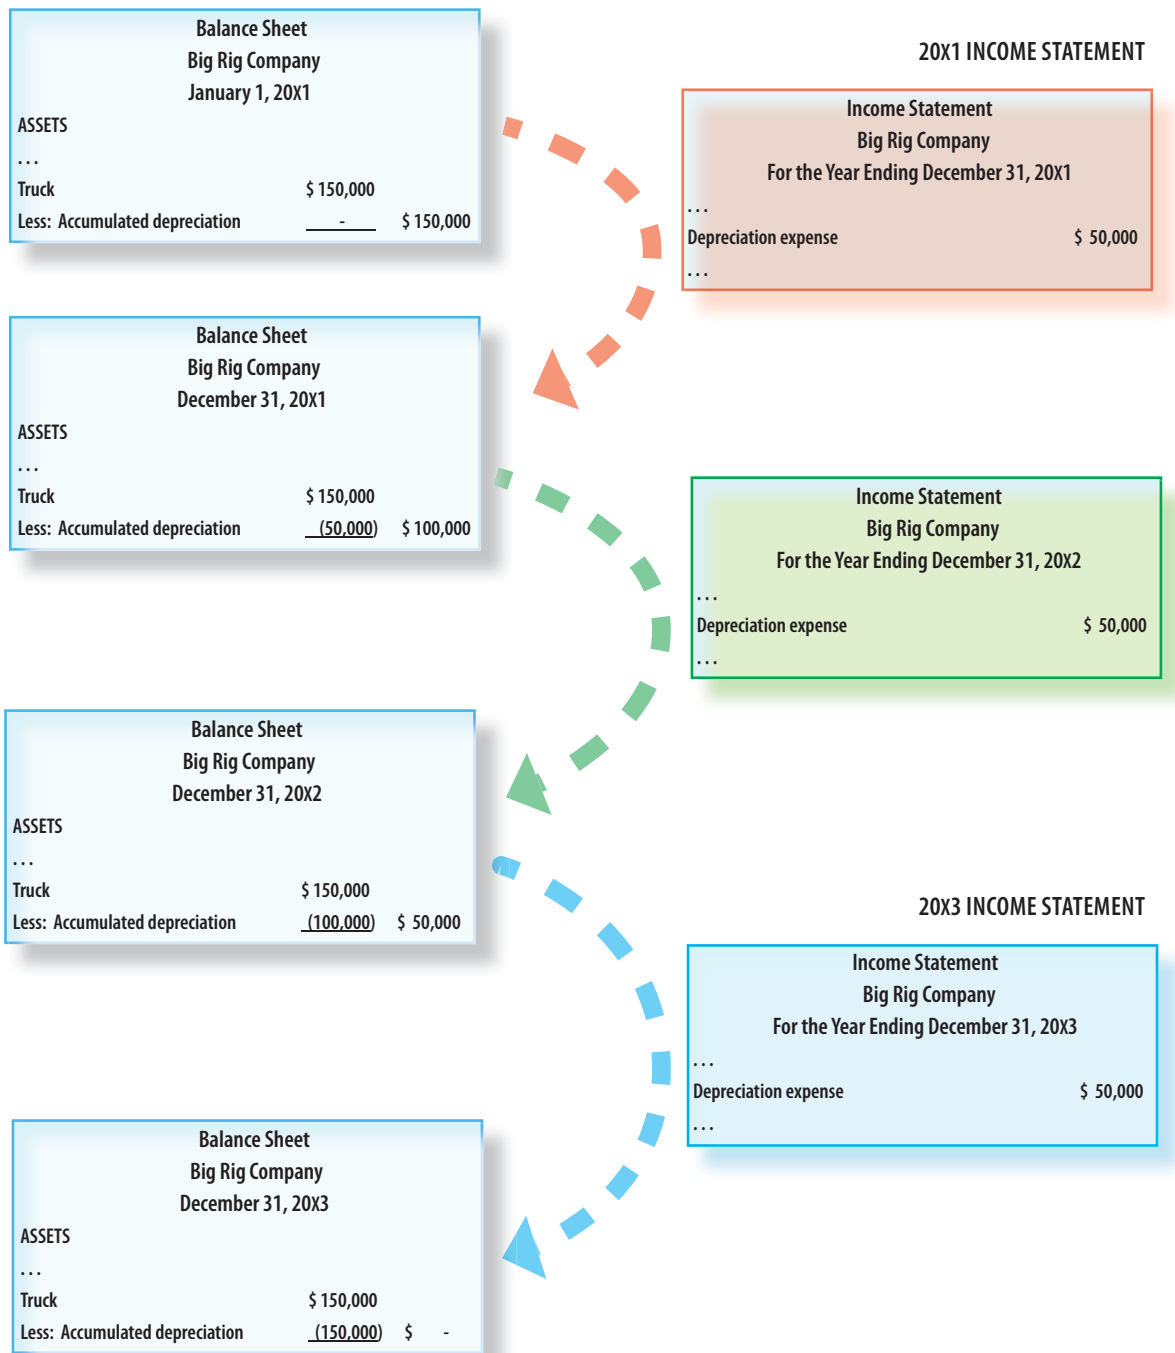 Balance Sheet
Big Rig Company
January 1, 20X1
ASSETS
...
Truck $ 150,000
Less: Accumulated depreciation - $ 150,000
20X1 INCOME STATEMENT
Income Statement
Big Rig Company
For the Year Ending December 31, 20X1
...
Depreciation expense $ 50,000
...
Balance Sheet
Big Rig Company
December 31, 20X1
ASSETS
...
Truck $ 150,000
Less: Accumulated depreciation (50,000) $ 100,000
Income Statement
Big Rig Company
For the Year Ending December 31, 20X2
...
Depreciation expense $ 50,000
...
Balance Sheet
Big Rig Company
December 31, 20X2
ASSETS
...
Truck $ 150,000
Less: Accumulated depreciation (100,000) $ 50,000
20X3 INCOME STATEMENT
Income Statement
Big Rig Company
For the Year Ending December 31, 20X3
...
Depreciation expense $ 50,000
...
Balance Sheet
Big Rig Company
December 31, 20X3
ASSETS
...
Truck $ 150,000
Less: Accumulated depreciation (150,000) $ -